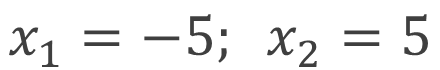 x₁ = −5; x₂ = 5